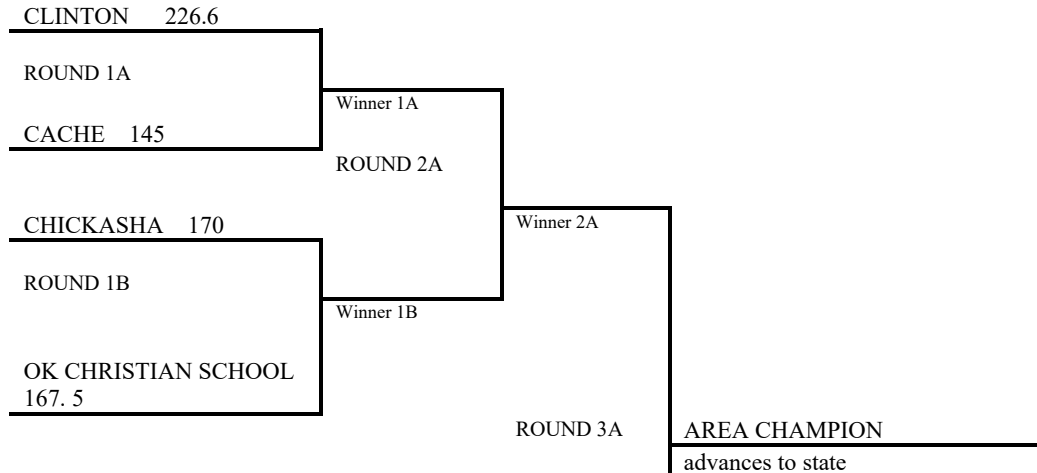 CLINTON 226.6
ROUND 1A
Winner 1A
CACHE 145
ROUND 2A
CHICKASHA 170
Winner 2A
ROUND 1B
Winner 1B
OK CHRISTIAN SCHOOL
167. 5
ROUND 3A
AREA CHAMPION
advances to state